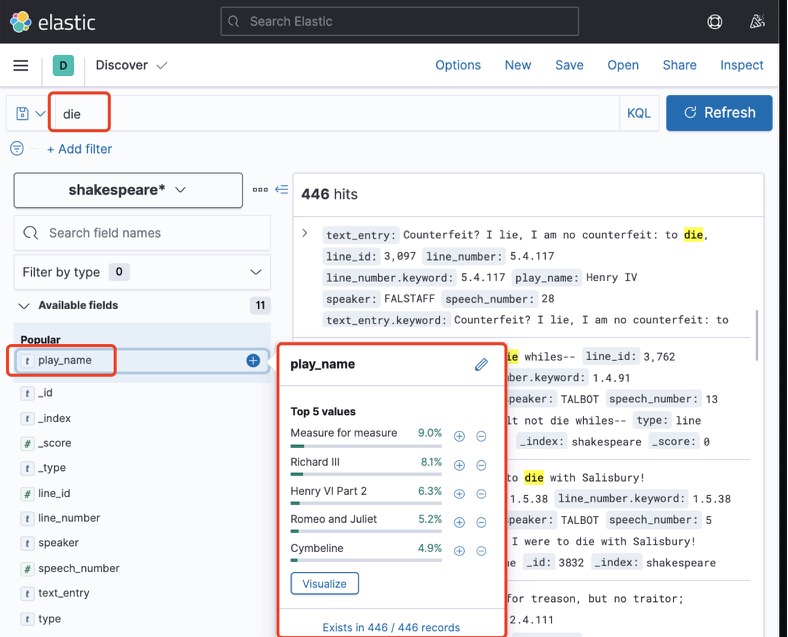 elastic
Search Elastic
D
Discover
Options New Save Open Share Inspect
die
KQL
Refresh
+ Add filter
shakespeare*
Search field names
Filter by type 0
Available fields 11
Popular
t play_name
t _id
t _index
# _score
t _type
# line_id
t line_number
t speaker
# speech_number
t text_entry
t type
446 hits
text_entry: Counterfeit? I lie, I am no counterfeit: to die,
line_id: 3,097 line_number: 5.4.117
line_number.keyword: 5.4.117 play_name: Henry IV
speaker: FALSTAFF speech_number: 28
text_entry.keyword: Counterfeit? I lie, I am no counterfeit: to
whiles-- line_id: 3,762
ber.keyword: 1.4.91
peaker: TALBOT speech_number: 13
lt not die whiles-- type: line
_index: shakespeare _score: 0
to die with Salisbury!
1.5.38 line_number.keyword: 1.5.38
peaker: TALBOT speech_number: 5
I were to die with Salisbury!
ne _id: 3832 _index: shakespeare
for treason, but no traitor;
2.4.111
play_name
Top 5 values
Measure for measure 9.0%
Richard III 8.1%
Henry VI Part 2 6.3%
Romeo and Juliet 5.2%
Cymbeline 4.9%
Visualize
Exists in 446 / 446 records